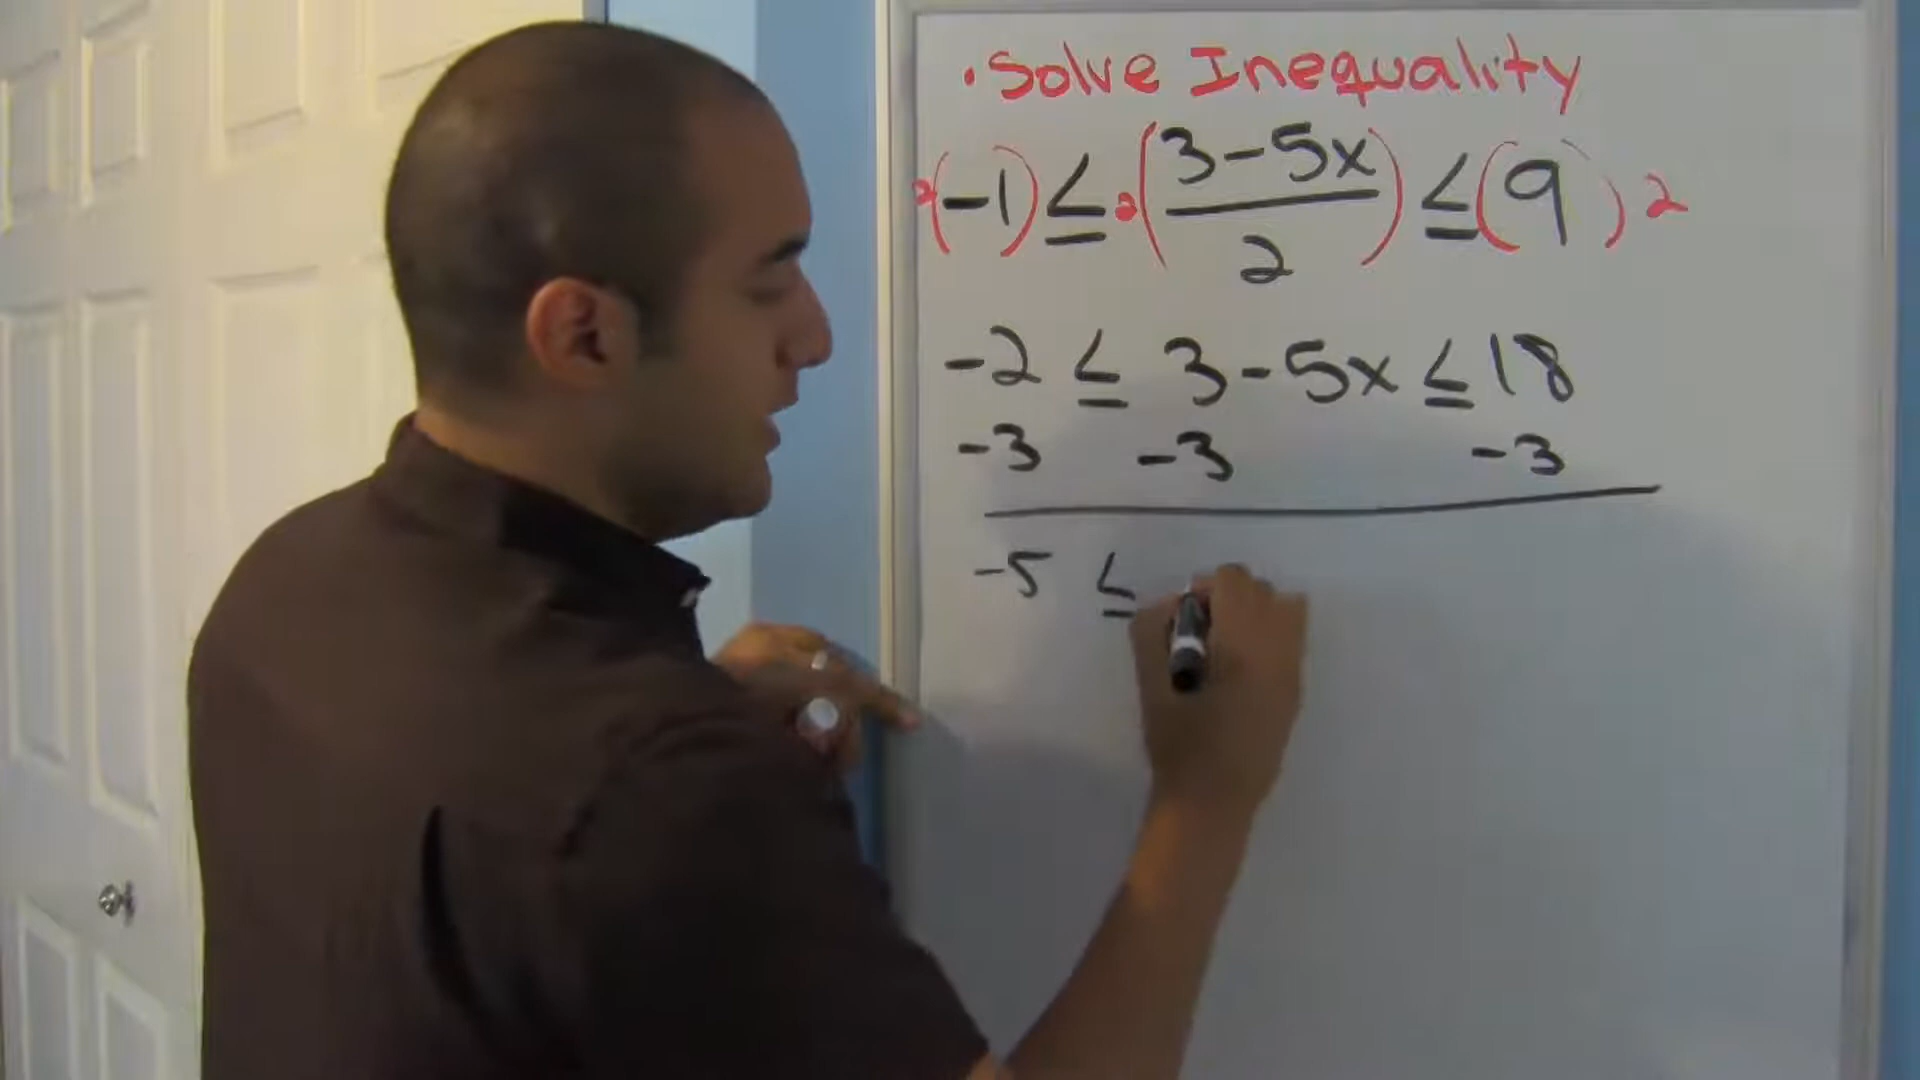 • Solve Inequality
2(-1) ≤ 2(3-5x/2) ≤ (9)2
-2 ≤ 3-5x ≤ 18
-3 -3 -3
-5 ≤